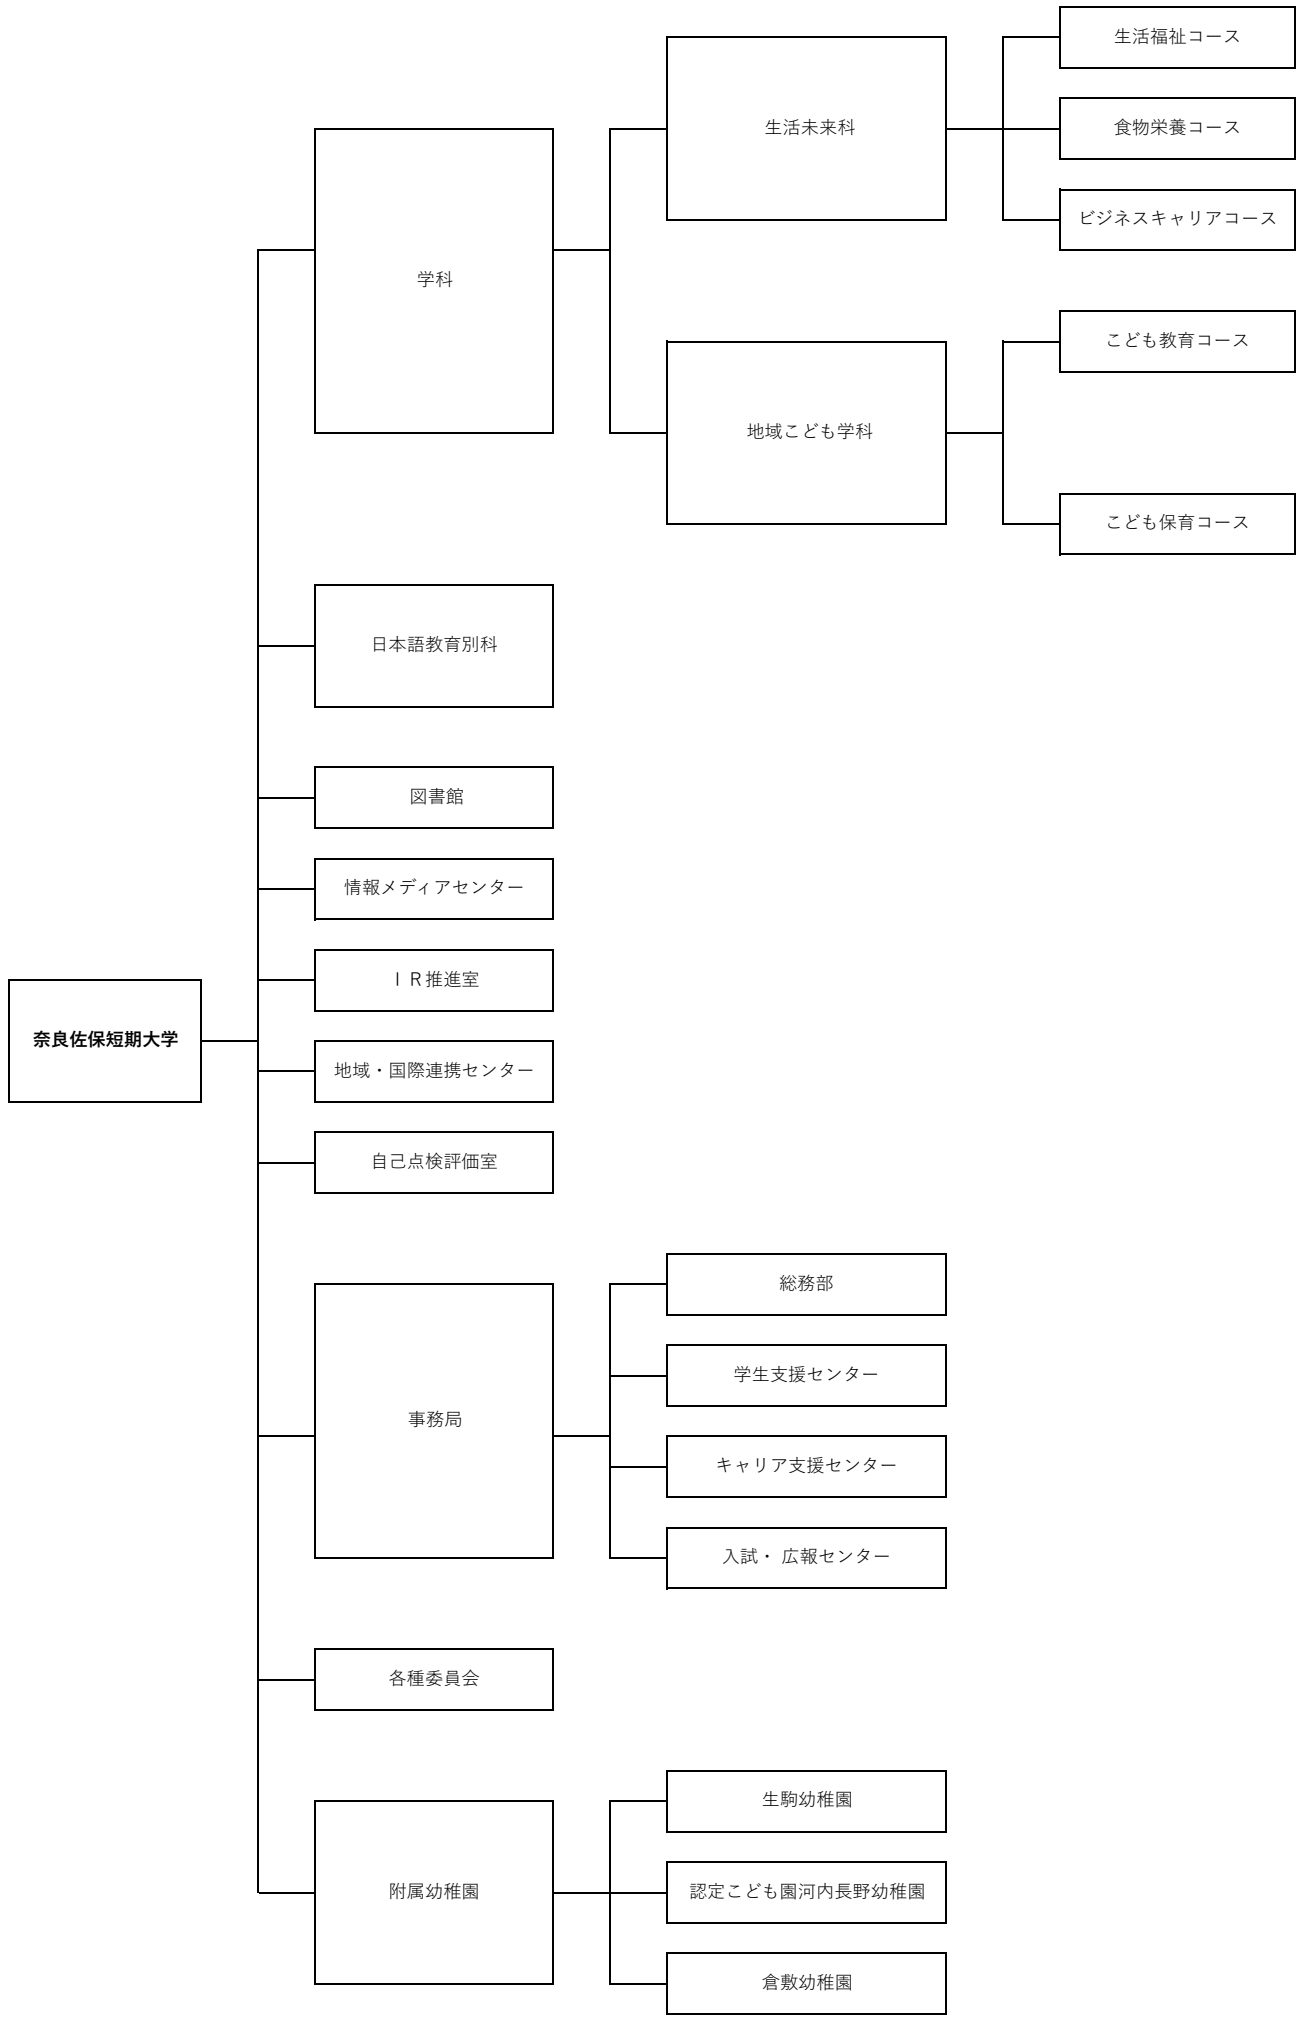 生活福祉コース
生活未来科
食物栄養コース
ビジネスキャリアコース
学科
こども教育コース
地域こども学科
こども保育コース
日本語教育別科
図書館
情報メディアセンター
ＩＲ推進室
奈良佐保短期大学
地域・国際連携センター
自己点検評価室
総務部
学生支援センター
事務局
キャリア支援センター
入試・ 広報センター
各種委員会
生駒幼稚園
附属幼稚園
認定こども園河内長野幼稚園
倉敷幼稚園